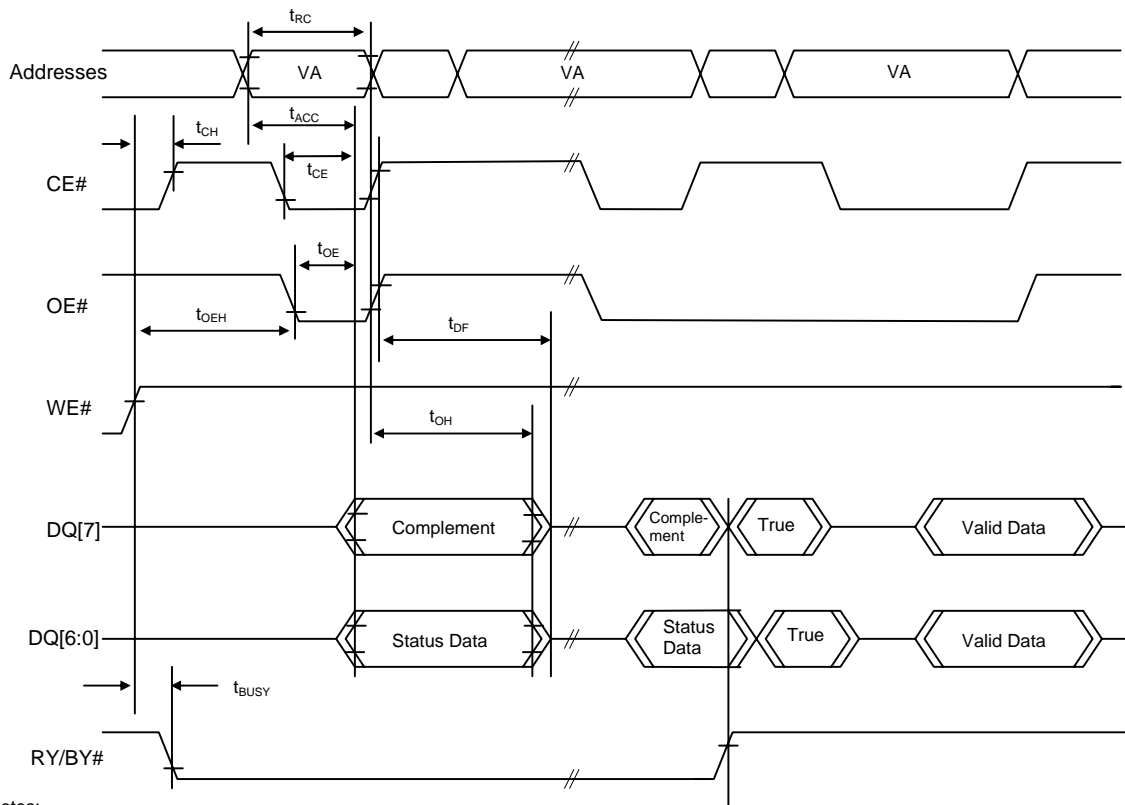 tRC
Addresses
VA
VA
VA
tACC
tCH
tCE
CE#
tOE
OE#
tOEH
tDF
WE#
tOH
DQ[7]
Complement
Comple-
ment
True
Valid Data
DQ[6:0]
Status Data
Status
Data
True
Valid Data
tBUSY
RY/BY#